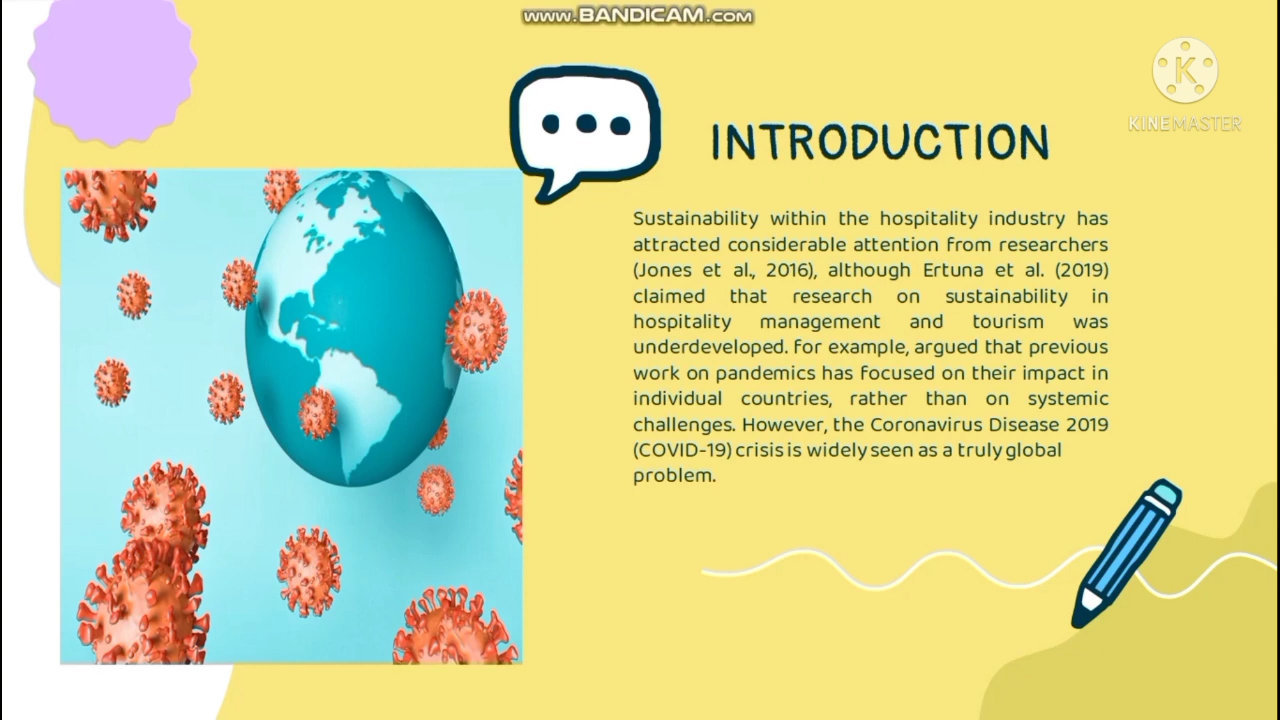 www.BANDICAM.com
K
KINEMASTER
INTRODUCTION
Sustainability within the hospitality industry has
attracted considerable attention from researchers
(Jones et al., 2016), although Ertuna et al. (2019)
claimed that research on sustainability in
hospitality management and tourism was
underdeveloped. For example, argued that previous
work on pandemics has focused on their impact in
individual countries, rather than on systemic
challenges. However, the Coronavirus Disease 2019
(COVID-19) crisis is widely seen as a truly global
problem.